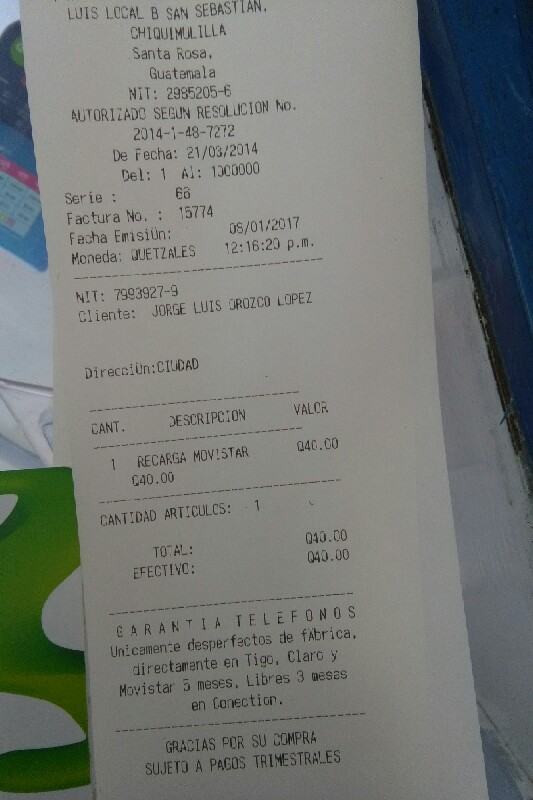 LUIS LOCAL B SAN SEBASTIAN.
CHIQUIMULILLA
Santa Rosa.
Guatemala
NIT: 2985205-6
AUTORIZADO SEGUN RESOLUCION No.
2014-1-48-7272
De Fecha: 21/03/2014
Del: 1 Al: 1000000
Serie : 66
Factura No. : 15774
Fecha EmisiÜn: 06/01/2017
Moneda: QUETZALES 12:16:20 p.m.
NIT: 7993927-9
Cliente: JORGE LUIS OROZCO LOPEZ
DirecciÜn:CIUDAD
CANT. DESCRIPCION VALOR
1 RECARGA MOVISTAR Q40.00
Q40.00
CANTIDAD ARTICULOS: 1
TOTAL: Q40.00
EFECTIVO: Q40.00
G A R A N T I A T E L E F O N O S
Unicamente desperfectos de fAbrica,
directamente en Tigo, Claro y
Movistar 5 meses, Libres 3 meses
en Conection.
GRACIAS POR SU COMPRA
SUJETO A PAGOS TRIMESTRALES